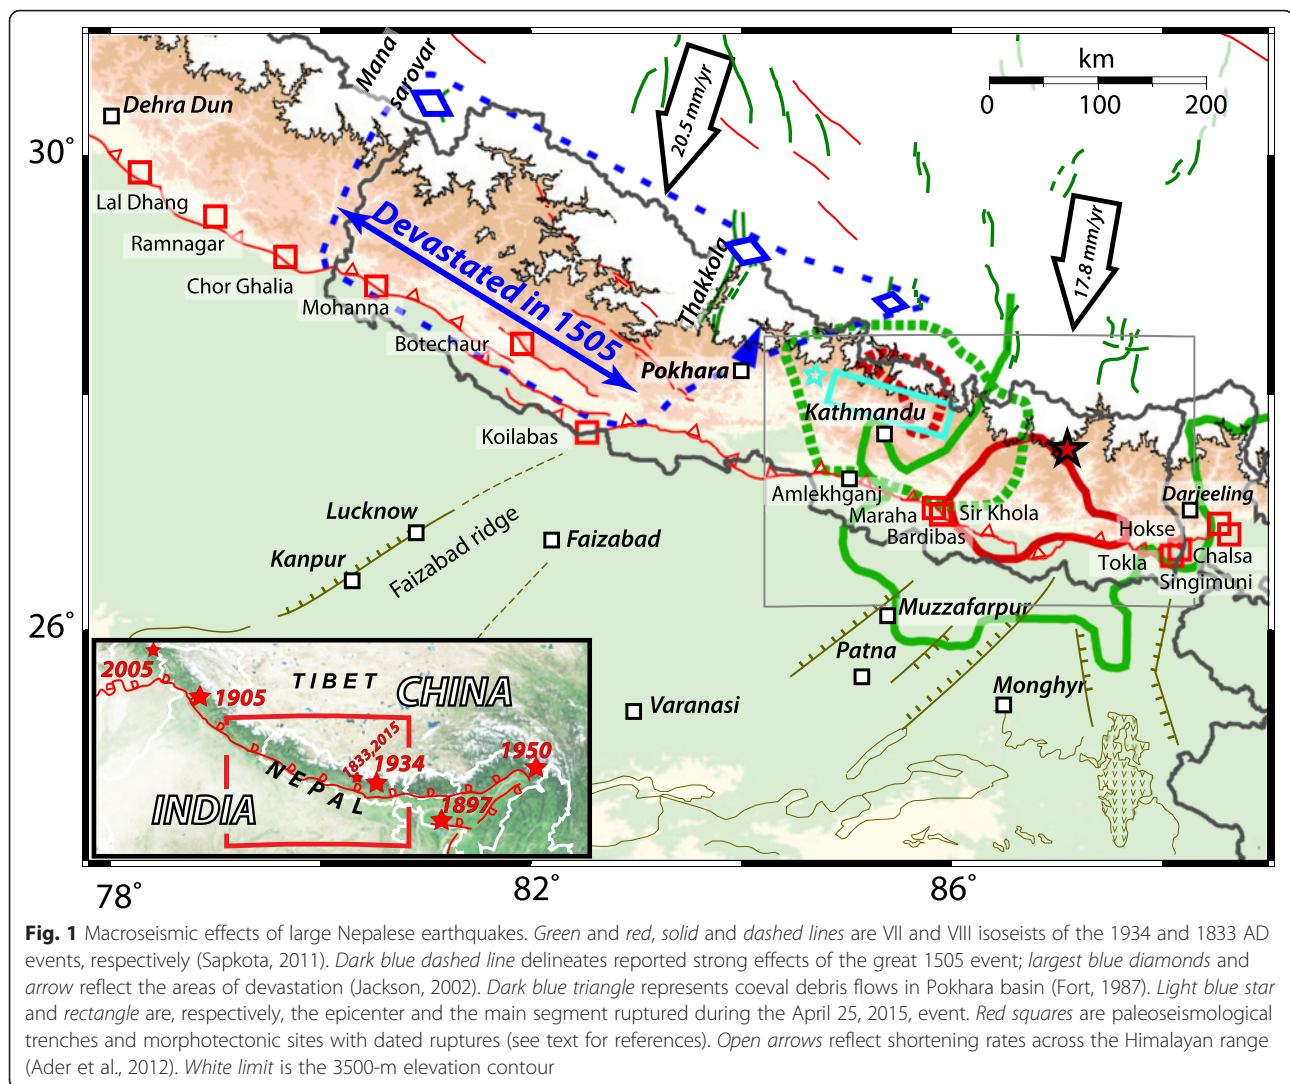 Mana
sarovar
km
0 100 200
Dehra Dun
20.5 mm/yr
30°
Lal Dhang
17.8 mm/yr
Ramnagar
Devastated in 1505
Thakkola
Chor Ghalia
Mohanna
Botechaur
Pokhara
Kathmandu
Koilabas
Amlekhganj
Darjeeling
Maraha
Sir Khola
Bardibas
Hokse
Chalsa
Tokla
Singimuni
Lucknow
Faizabad
Kanpur
Faizabad ridge
Muzzafarpur
26°
Patna
Monghyr
Varanasi
2005
TIBET
CHINA
1905
1833,2015
1934
1950
NEPAL
INDIA
1897
78° 82° 86°
Fig. 1 Macroseismic effects of large Nepalese earthquakes. Green and red, solid and dashed lines are VII and VIII isoseists of the 1934 and 1833 AD
events, respectively (Sapkota, 2011). Dark blue dashed line delineates reported strong effects of the great 1505 event; largest blue diamonds and
arrow reflect the areas of devastation (Jackson, 2002). Dark blue triangle represents coeval debris flows in Pokhara basin (Fort, 1987). Light blue star
and rectangle are, respectively, the epicenter and the main segment ruptured during the April 25, 2015, event. Red squares are paleoseismological
trenches and morphotectonic sites with dated ruptures (see text for references). Open arrows reflect shortening rates across the Himalayan range
(Ader et al., 2012). White limit is the 3500-m elevation contour